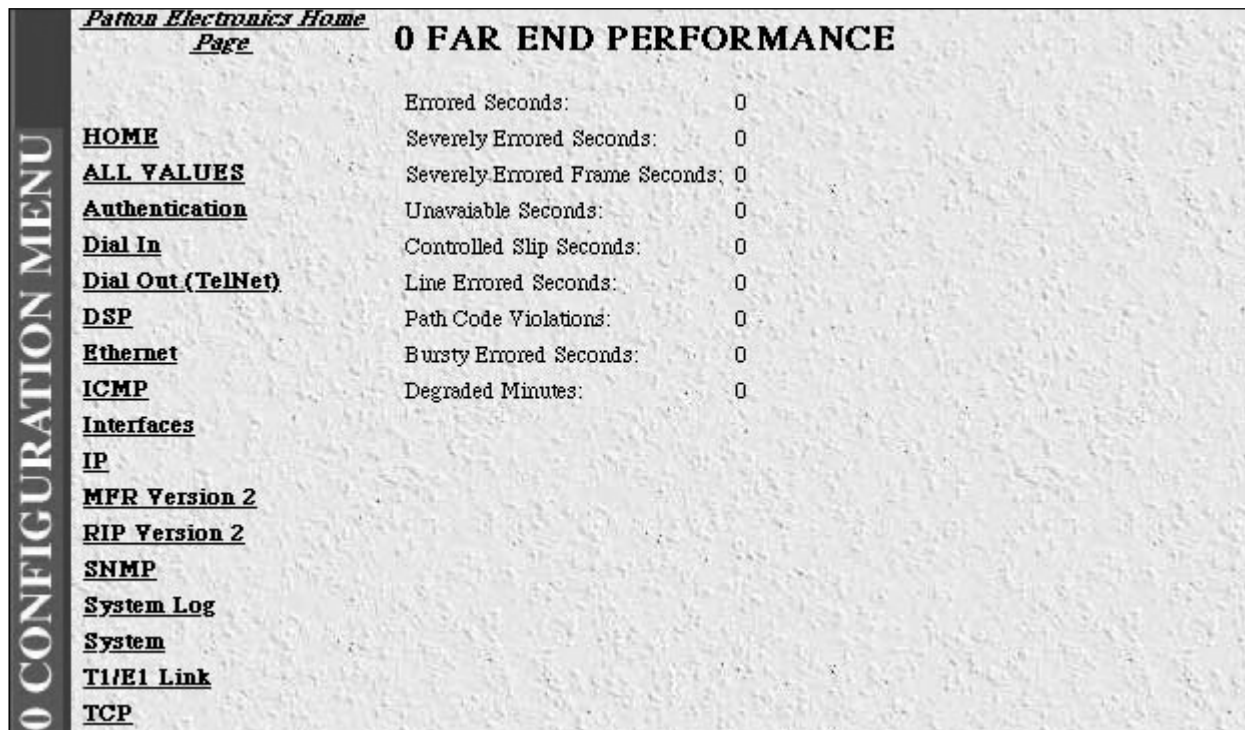 Patton Electronics Home
Page
0 FAR END PERFORMANCE
0 CONFIGURATION MENU
HOME
ALL VALUES
Authentication
Dial In
Dial Out (TelNet)
DSP
Ethernet
ICMP
Interfaces
IP
MFR Version 2
RIP Version 2
SNMP
System Log
System
T1/E1 Link
TCP
Errored Seconds: 0
Severely Errored Seconds: 0
Severely Errored Frame Seconds: 0
Unavaiable Seconds: 0
Controlled Slip Seconds: 0
Line Errored Seconds: 0
Path Code Violations: 0
Bursty Errored Seconds: 0
Degraded Minutes: 0